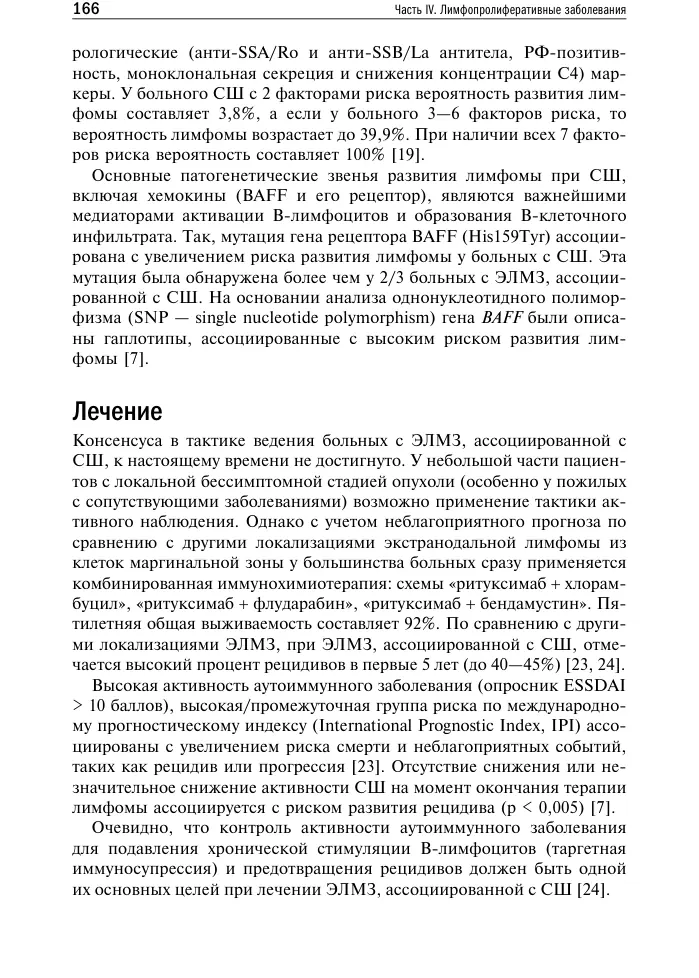 166
Часть IV. Лимфопролиферативные заболевания
рологические (анти-SSA/Ro и анти-SSB/La антитела, РФ-позитив-
ность, моноклональная секреция и снижения концентрации С4) мар-
керы. У больного СШ с 2 факторами риска вероятность развития лим-
фомы составляет 3,8%, а если у больного 3—6 факторов риска, то
вероятность лимфомы возрастает до 39,9%. При наличии всех 7 факто-
ров риска вероятность составляет 100% [19].
Основные патогенетические звенья развития лимфомы при СШ,
включая хемокины (BAFF и его рецептор), являются важнейшими
медиаторами активации В-лимфоцитов и образования В-клеточного
инфильтрата. Так, мутация гена рецептора BAFF (His159Tyr) ассоции-
рована с увеличением риска развития лимфомы у больных с СШ. Эта
мутация была обнаружена более чем у 2/3 больных с ЭЛМЗ, ассоции-
рованной с СШ. На основании анализа однонуклеотидного полимор-
физма (SNP — single nucleotide polymorphism) гена BAFF были описа-
ны гаплотипы, ассоциированные с высоким риском развития лим-
фомы [7].
Лечение
Консенсуса в тактике ведения больных с ЭЛМЗ, ассоциированной с
СШ, к настоящему времени не достигнуто. У небольшой части пациен-
тов с локальной бессимптомной стадией опухоли (особенно у пожилых
с сопутствующими заболеваниями) возможно применение тактики ак-
тивного наблюдения. Однако с учетом неблагоприятного прогноза по
сравнению с другими локализациями экстранодальной лимфомы из
клеток маргинальной зоны у большинства больных сразу применяется
комбинированная иммунохимиотерапия: схемы «ритуксимаб + хлорам-
буцил», «ритуксимаб + флударабин», «ритуксимаб + бендамустин». Пя-
тилетняя общая выживаемость составляет 92%. По сравнению с други-
ми локализациями ЭЛМЗ, при ЭЛМЗ, ассоциированной с СШ, отме-
чается высокий процент рецидивов в первые 5 лет (до 40—45%) [23, 24].
Высокая активность аутоиммунного заболевания (опросник ESSDAI
> 10 баллов), высокая/промежуточная группа риска по международно-
му прогностическому индексу (International Prognostic Index, IPI) ассо-
циированы с увеличением риска смерти и неблагоприятных событий,
таких как рецидив или прогрессия [23]. Отсутствие снижения или не-
значительное снижение активности СШ на момент окончания терапии
лимфомы ассоциируется с риском развития рецидива (p < 0,005) [7].
Очевидно, что контроль активности аутоиммунного заболевания
для подавления хронической стимуляции В-лимфоцитов (таргетная
иммуносупрессия) и предотвращения рецидивов должен быть одной
их основных целей при лечении ЭЛМЗ, ассоциированной с СШ [24].